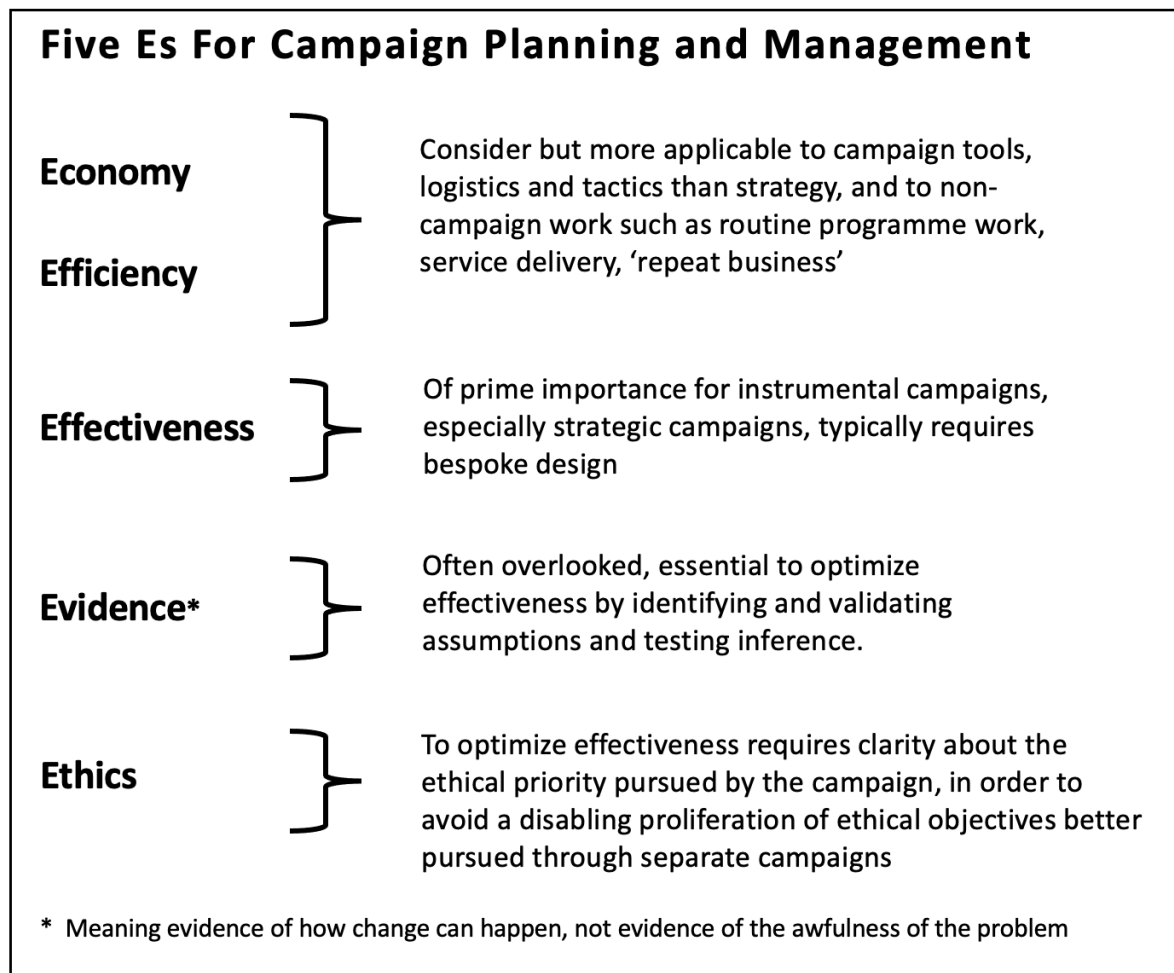 Five Es For Campaign Planning and Management
Economy
Efficiency
Consider but more applicable to campaign tools,
logistics and tactics than strategy, and to non-
campaign work such as routine programme work,
service delivery, ‘repeat business’
Effectiveness
Of prime importance for instrumental campaigns,
especially strategic campaigns, typically requires
bespoke design
Evidence*
Often overlooked, essential to optimize
effectiveness by identifying and validating
assumptions and testing inference.
Ethics
To optimize effectiveness requires clarity about the
ethical priority pursued by the campaign, in order to
avoid a disabling proliferation of ethical objectives better
pursued through separate campaigns
* Meaning evidence of how change can happen, not evidence of the awfulness of the problem